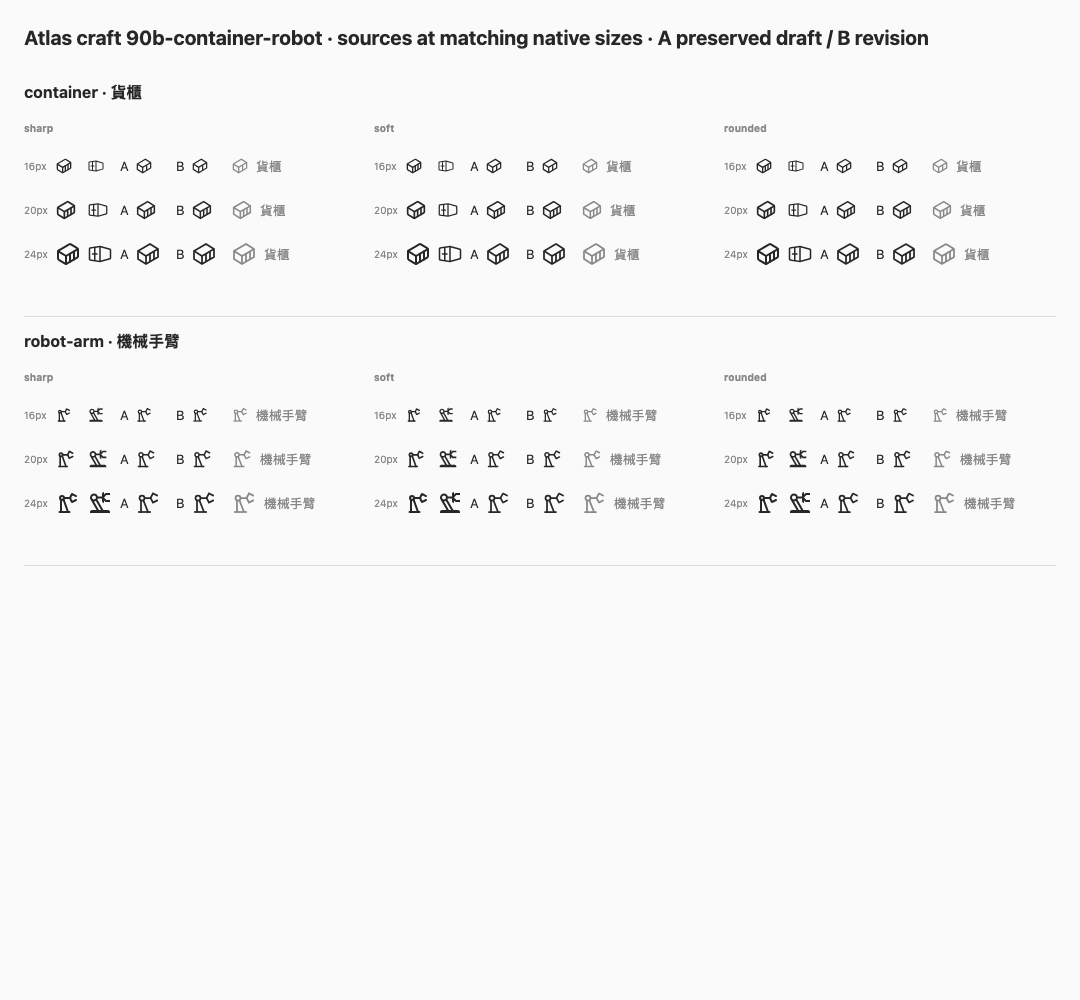 Atlas craft 90b-container-robot · sources at matching native sizes · A preserved draft / B revision
container · 貨櫃
sharp soft rounded
16px A B 貨櫃 16px A B 貨櫃 16px A B 貨櫃
20px A B 貨櫃 20px A B 貨櫃 20px A B 貨櫃
24px A B 貨櫃 24px A B 貨櫃 24px A B 貨櫃
robot-arm · 機械手臂
sharp soft rounded
16px A B 機械手臂 16px A B 機械手臂 16px A B 機械手臂
20px A B 機械手臂 20px A B 機械手臂 20px A B 機械手臂
24px A B 機械手臂 24px A B 機械手臂 24px A B 機械手臂